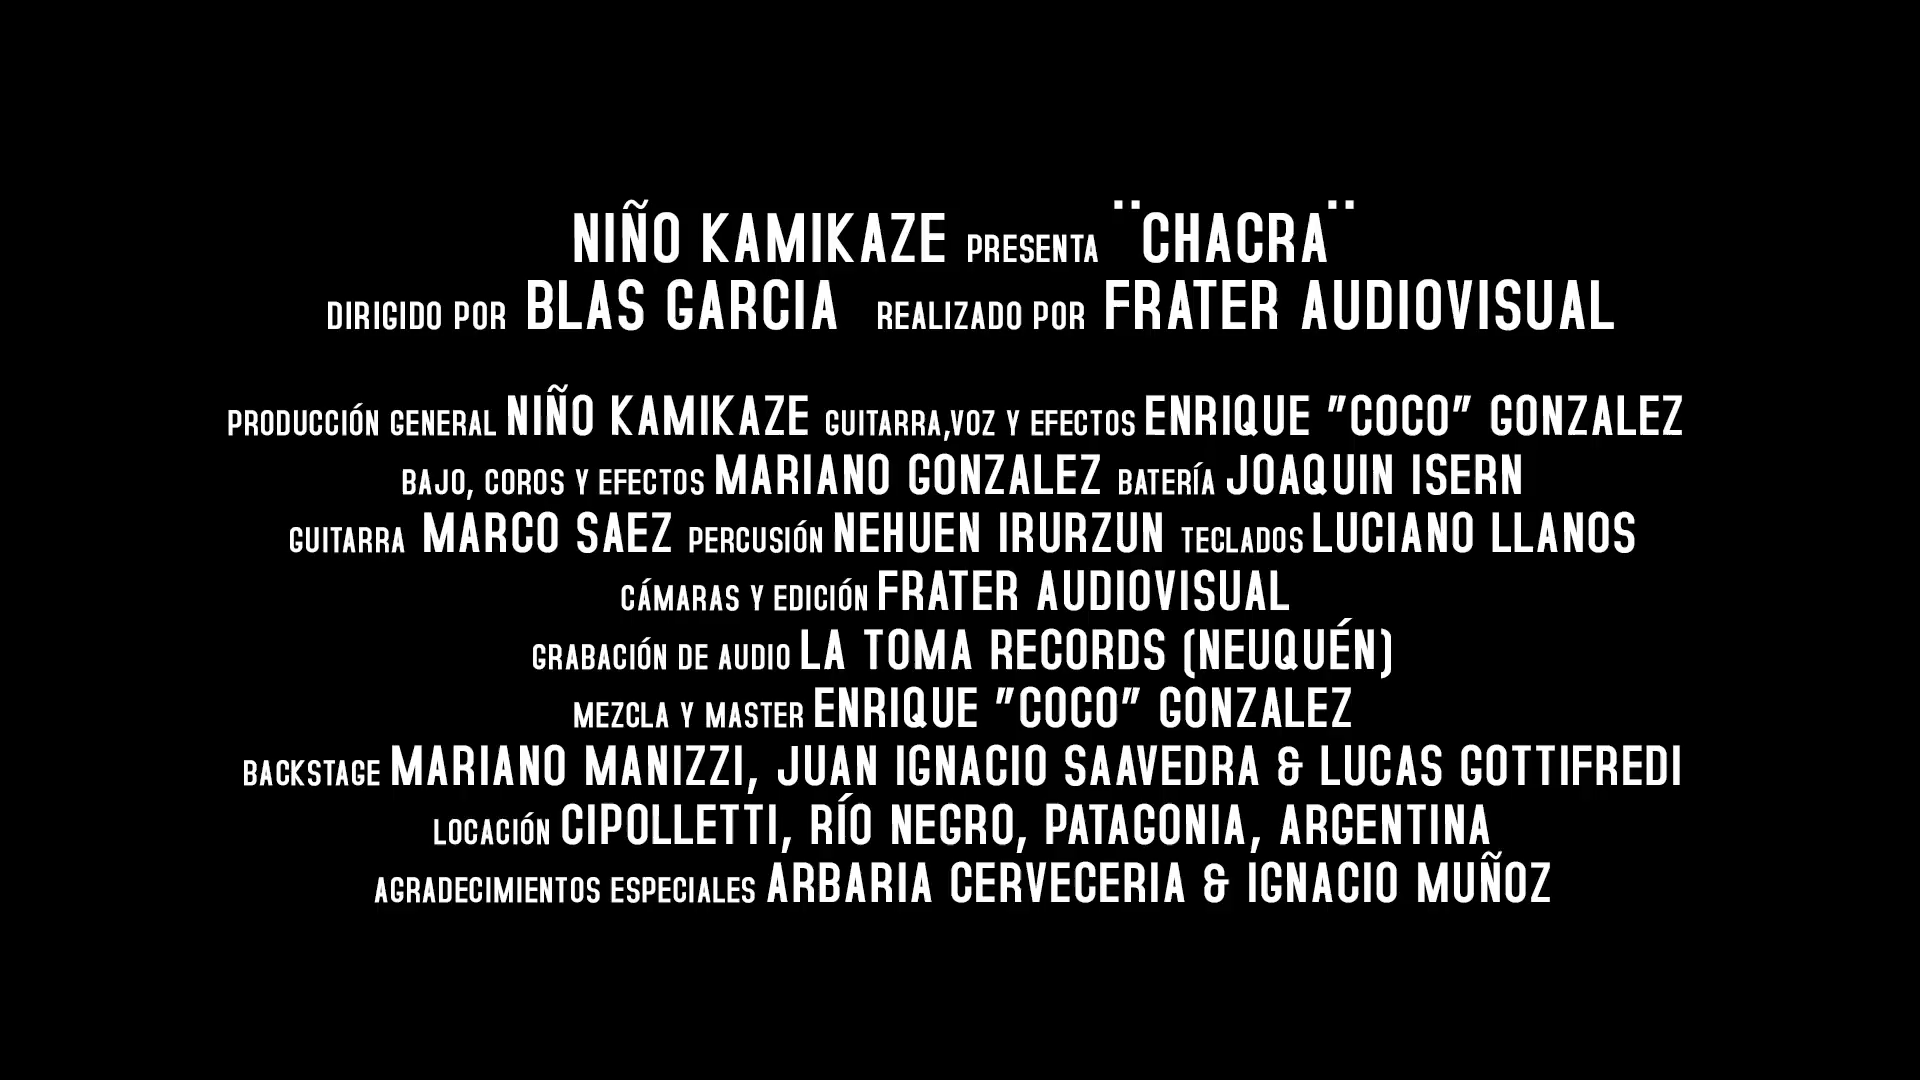 NIÑO KAMIKAZE PRESENTA ¨CHACRA¨
DIRIGIDO POR BLAS GARCIA REALIZADO POR FRATER AUDIOVISUAL
PRODUCCIÓN GENERAL NIÑO KAMIKAZE GUITARRA,VOZ Y EFECTOS ENRIQUE "COCO" GONZALEZ
BAJO, COROS Y EFECTOS MARIANO GONZALEZ BATERÍA JOAQUIN ISERN
GUITARRA MARCO SAEZ PERCUSIÓN NEHUEN IRURZUN TECLADOS LUCIANO LLANOS
CÁMARAS Y EDICIÓN FRATER AUDIOVISUAL
GRABACIÓN DE AUDIO LA TOMA RECORDS (NEUQUÉN)
MEZCLA Y MASTER ENRIQUE "COCO" GONZALEZ
BACKSTAGE MARIANO MANIZZI, JUAN IGNACIO SAAVEDRA & LUCAS GOTTIFREDI
LOCACIÓN CIPOLLETTI, RÍO NEGRO, PATAGONIA, ARGENTINA
AGRADECIMIENTOS ESPECIALES ARBARIA CERVECERIA & IGNACIO MUÑOZ